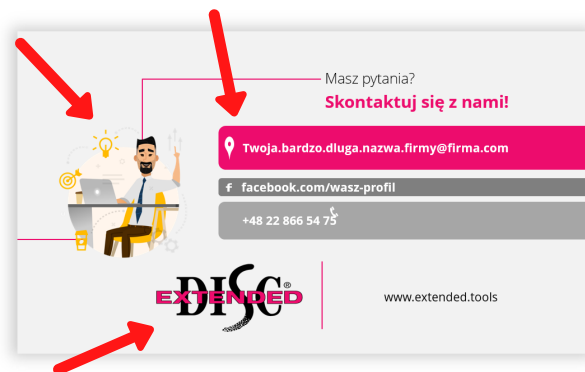 Masz pytania?
Skontaktuj się z nami!
Twoja.bardzo.dluga.nazwa.firmy@firma.com
f facebook.com/wasz-profil
+48 22 866 54 75
EXTENDED DISC®
www.extended.tools